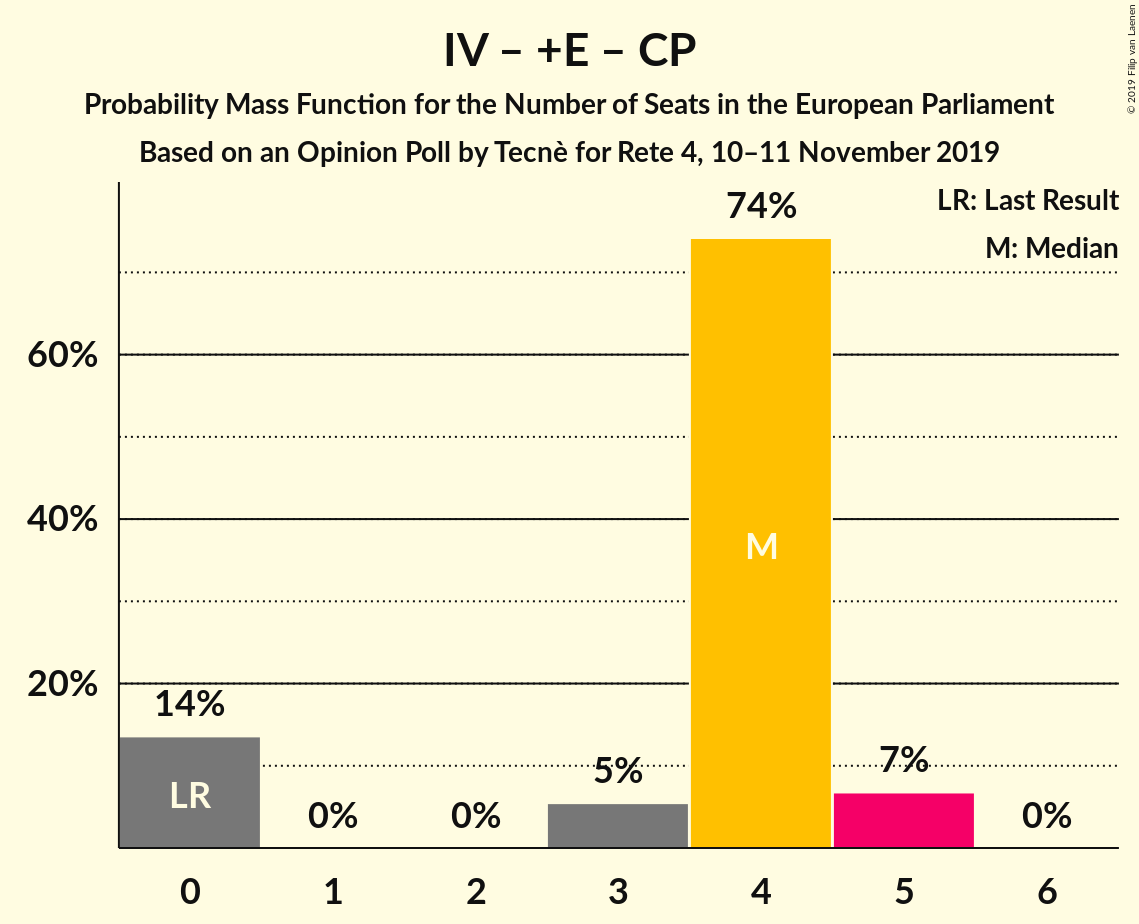 IV – +E – CP
Probability Mass Function for the Number of Seats in the European Parliament
Based on an Opinion Poll by Tecnè for Rete 4, 10–11 November 2019
© 2019 Filip van Laenen
LR: Last Result
M: Median
74%
60%
M
40%
20%
14%
LR
0%
0%
5%
7%
0%
0 1 2 3 4 5 6